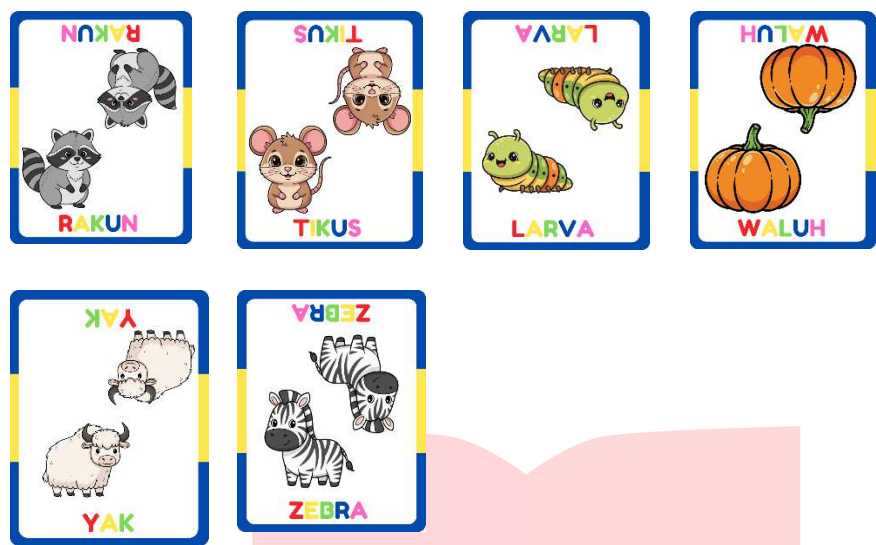 RAKUN
RAKUN
TIKUS
TIKUS
LARVA
LARVA
WALUH
WALUH
YAK
YAK
ZEBRA
ZEBRA